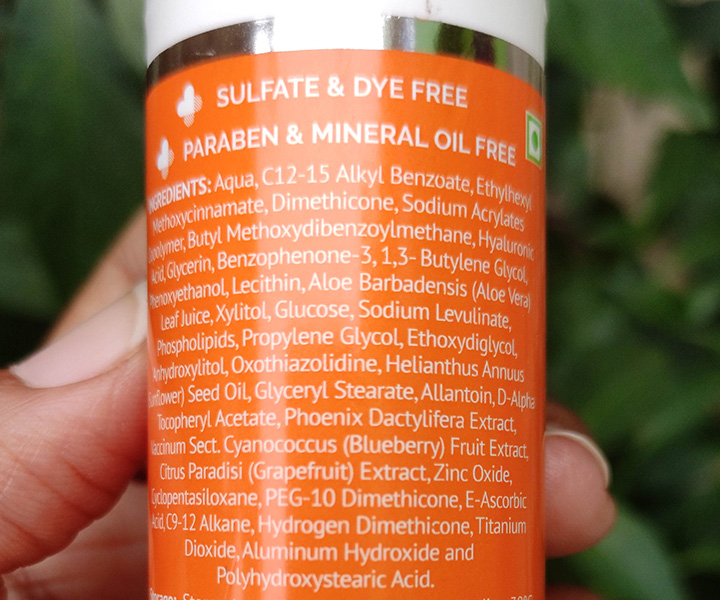 SULFATE & DYE FREE
PARABEN & MINERAL OIL FREE
INGREDIENTS: Aqua, C12-15 Alkyl Benzoate, Ethylhexyl
Methoxycinnamate, Dimethicone, Sodium Acrylates
Copolymer, Butyl Methoxydibenzoylmethane, Hyaluronic
Acid, Glycerin, Benzophenone-3, 1,3- Butylene Glycol,
Phenoxyethanol, Lecithin, Aloe Barbadensis (Aloe Vera)
Leaf Juice, Xylitol, Glucose, Sodium Levulinate,
Phospholipids, Propylene Glycol, Ethoxydiglycol,
Anhydroxylitol, Oxothiazolidine, Helianthus Annuus
(Sunflower) Seed Oil, Glyceryl Stearate, Allantoin, D-Alpha
Tocopheryl Acetate, Phoenix Dactylifera Extract,
Vaccinum Sect. Cyanococcus (Blueberry) Fruit Extract,
Citrus Paradisi (Grapefruit) Extract, Zinc Oxide,
Cyclopentasiloxane, PEG-10 Dimethicone, E-Ascorbic
Acid, C9-12 Alkane, Hydrogen Dimethicone, Titanium
Dioxide, Aluminum Hydroxide and
Polyhydroxystearic Acid.